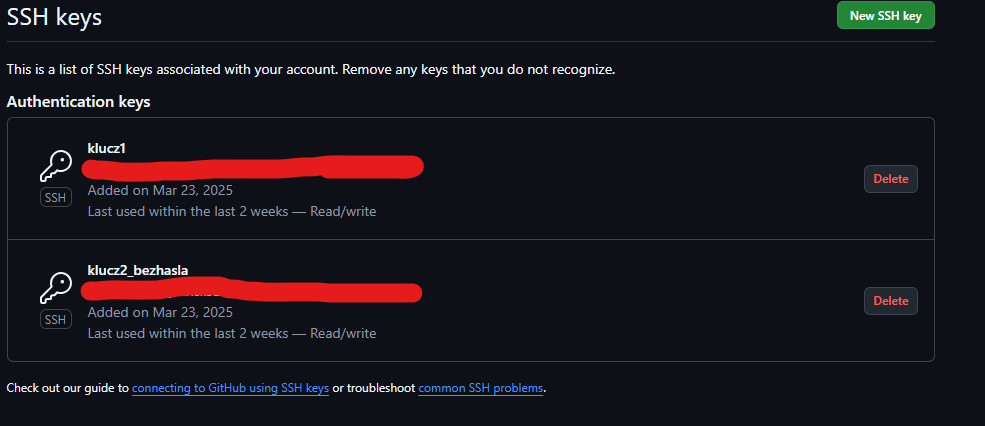 SSH keys
New SSH key
This is a list of SSH keys associated with your account. Remove any keys that you do not recognize.
Authentication keys
klucz1
Added on Mar 23, 2025
SSH
Last used within the last 2 weeks — Read/write
Delete
klucz2_bezhasla
Added on Mar 23, 2025
SSH
Last used within the last 2 weeks — Read/write
Delete
Check out our guide to connecting to GitHub using SSH keys or troubleshoot common SSH problems.